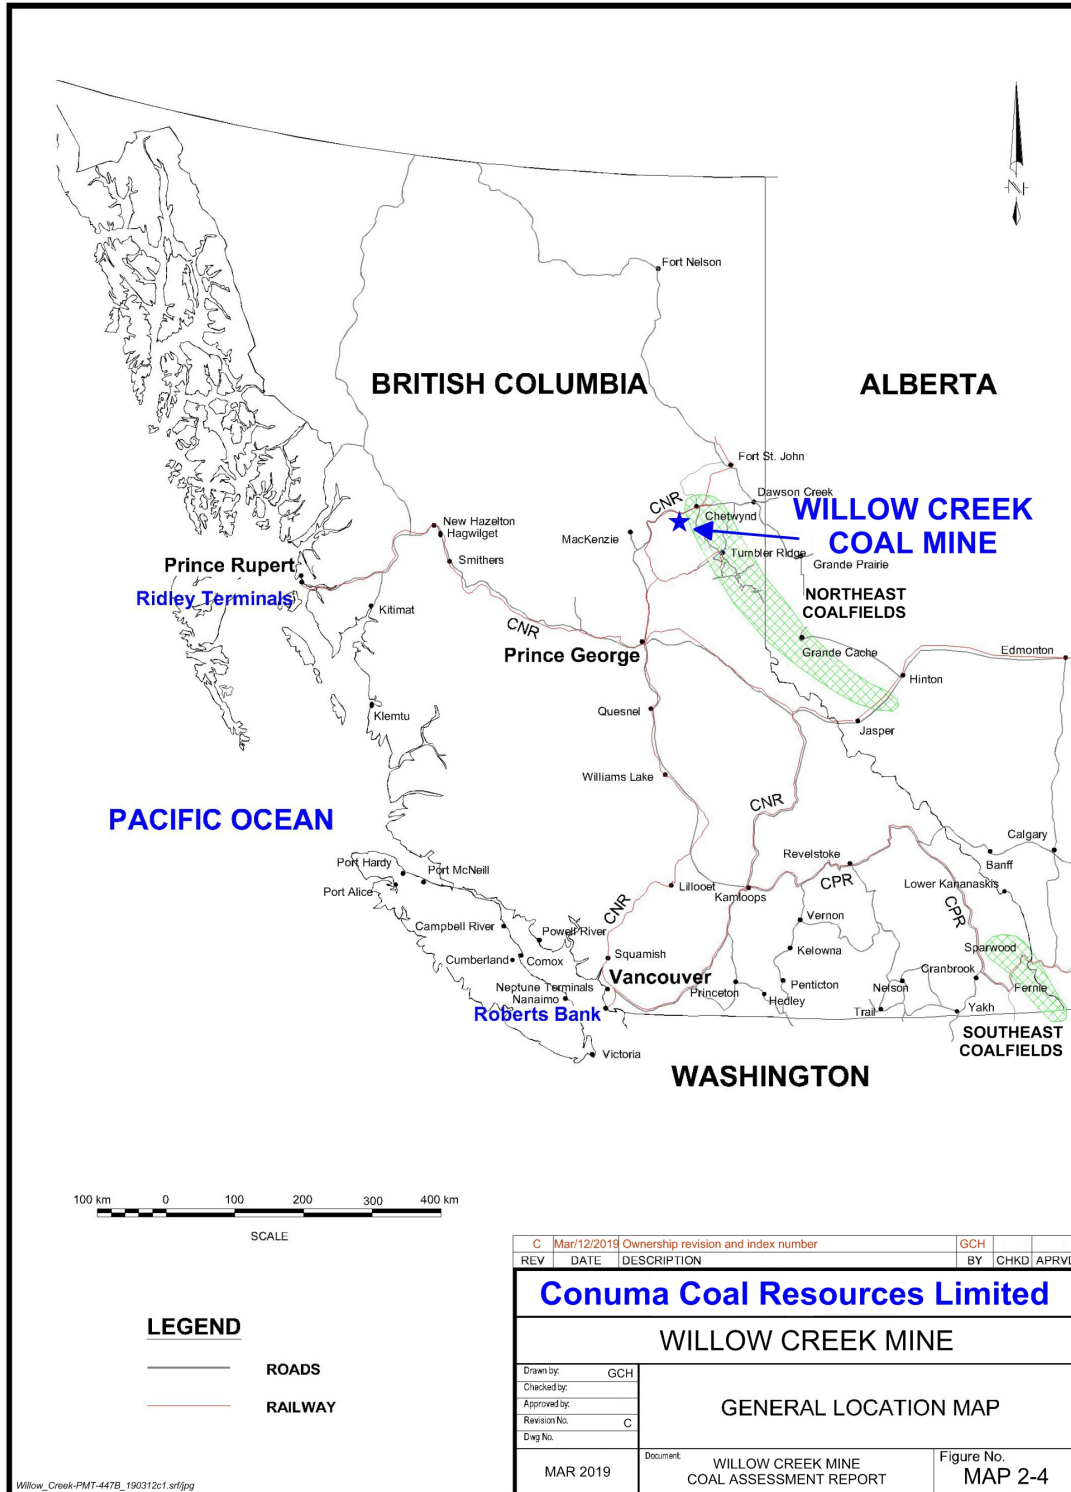 N
Fort Nelson
BRITISH COLUMBIA
ALBERTA
Fort St. John
Dawson Creek
CNR
Chetwynd
WILLOW CREEK
COAL MINE
New Hazelton
Hagwilget
MacKenzie
Smithers
Tumbler Ridge
Grande Prairie
Prince Rupert
Ridley Terminals
Kitimat
NORTHEAST
COALFIELDS
CNR
Prince George
Grande Cache
Edmonton
Hinton
Klemtu
Quesnel
Jasper
Williams Lake
CNR
PACIFIC OCEAN
Calgary
Revelstoke
Banff
Port Hardy
Port McNeill
Port Alice
Lillooet
CPR
Lower Kananaskis
Kamloops
CNR
CPR
Vernon
Campbell River
Powell River
Sparwood
Kelowna
Squamish
Cumberland
Comox
Vancouver
Cranbrook
Neptune Terminals
Princeton
Penticton
Nelson
Fernie
Nanaimo
Hedley
Roberts Bank
Trail
Yakh
SOUTHEAST
COALFIELDS
Victoria
WASHINGTON
100 km 0 100 200 300 400 km
SCALE
LEGEND
ROADS
RAILWAY
C Mar/12/2019 Ownership revision and index number GCH
REV DATE DESCRIPTION BY CHKD APRVD
Conuma Coal Resources Limited
WILLOW CREEK MINE
Drawn by: GCH
Checked by:
Approved by:
Revision No. C
Dwg No.
GENERAL LOCATION MAP
MAR 2019
Document: WILLOW CREEK MINE
COAL ASSESSMENT REPORT
Figure No.
MAP 2-4
Willow_Creek-PMT-447B_190312c1.srf/jpg